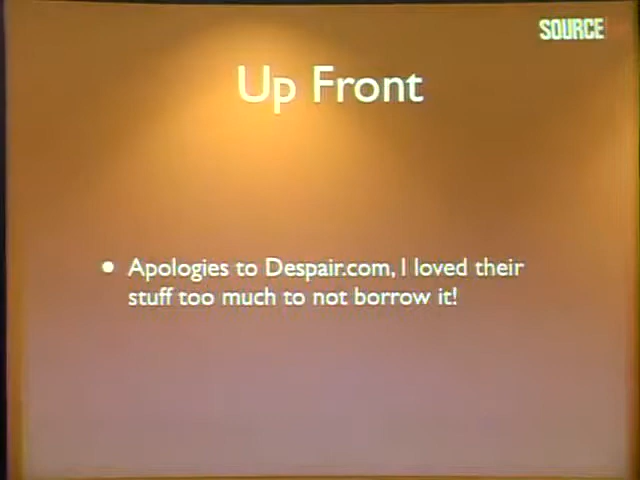 SOURCE
Up Front
• Apologies to Despair.com, I loved their
stuff too much to not borrow it!